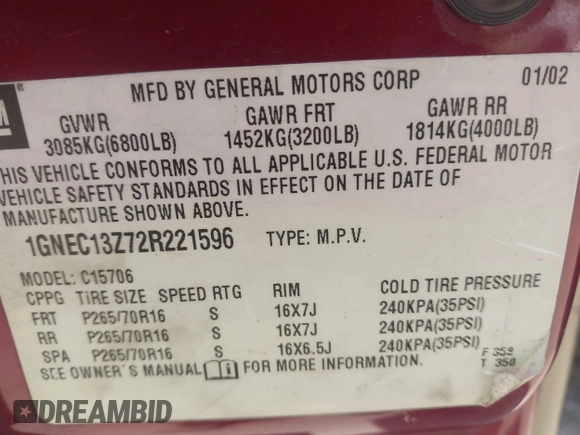 GM
MFD BY GENERAL MOTORS CORP 01/02
GVWR GAWR FRT GAWR RR
3085KG(6800LB) 1452KG(3200LB) 1814KG(4000LB)
THIS VEHICLE CONFORMS TO ALL APPLICABLE U.S. FEDERAL MOTOR
VEHICLE SAFETY STANDARDS IN EFFECT ON THE DATE OF
MANUFACTURE SHOWN ABOVE.
1GNEC13Z72R221596 TYPE: M.P.V.
MODEL: C15706
CPPG TIRE SIZE SPEED RTG RIM COLD TIRE PRESSURE
FRT P265/70R16 S 16X7J 240KPA(35PSI)
RR P265/70R16 S 16X7J 240KPA(35PSI)
SPA P265/70R16 S 16X6.5J 240KPA(35PSI)
SEE OWNER'S MANUAL FOR MORE INFORMATION.
F 358
T 350
DREAMBID